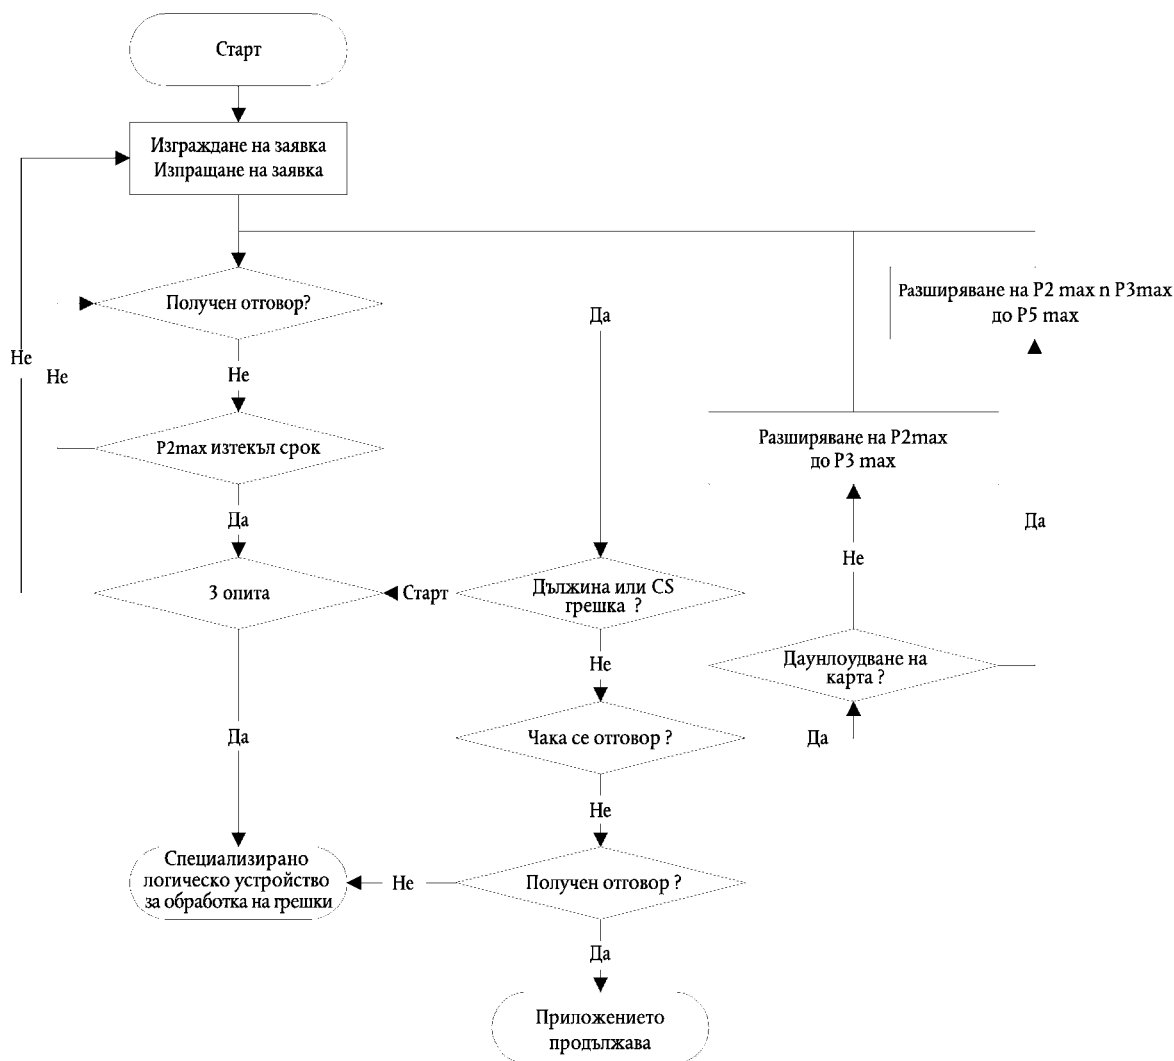 Старт
Изграждане на заявка
Изпращане на заявка
Получен отговор?
Да
Разширяване на P2 max n P3max
до P5 max
Не
Не
Не
P2max изтекъл срок
Разширяване на P2max
до P3 max
Да
Да
Не
3 опита
Старт
Дължина или CS
грешка ?
Не
Даунлоудване на
карта ?
Да
Чака се отговор ?
Да
Не
Специализирано
логическо устройство
за обработка на грешки
Не
Получен отговор ?
Да
Приложението
продължава